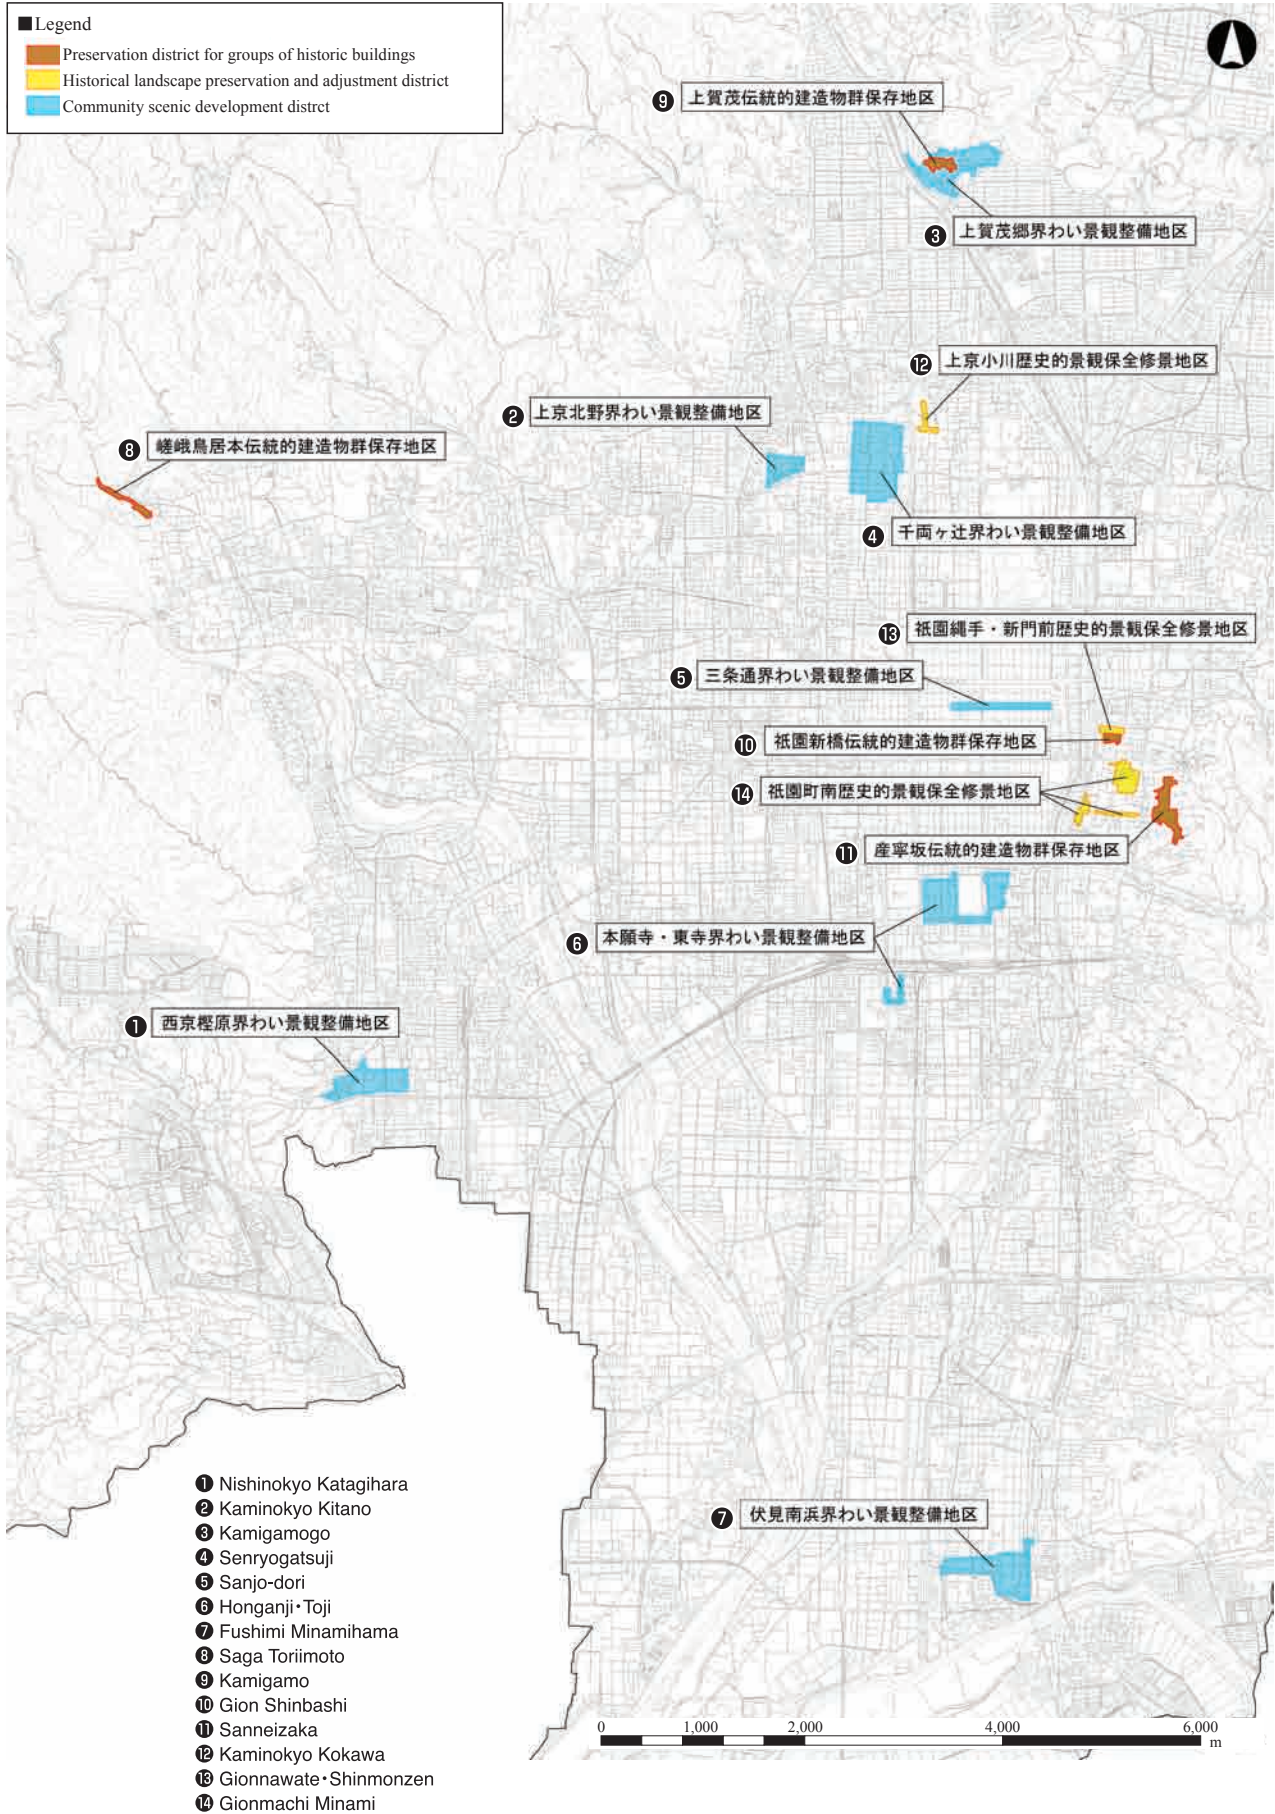 ■Legend
Preservation district for groups of historic buildings
Historical landscape preservation and adjustment district
Community scenic development distrct
❾ 上賀茂伝統的建造物群保存地区
❸ 上賀茂郷界わい景観整備地区
⓬ 上京小川歴史的景観保全修景地区
❷ 上京北野界わい景観整備地区
❽ 嵯峨鳥居本伝統的建造物群保存地区
❹ 千両ヶ辻界わい景観整備地区
⓭ 祇園縄手・新門前歴史的景観保全修景地区
❺ 三条通界わい景観整備地区
❿ 祇園新橋伝統的建造物群保存地区
⓮ 祇園町南歴史的景観保全修景地区
⓫ 産寧坂伝統的建造物群保存地区
❻ 本願寺・東寺界わい景観整備地区
❶ 西京樫原界わい景観整備地区
❼ 伏見南浜界わい景観整備地区
❶ Nishinokyo Katagihara
❷ Kaminokyo Kitano
❸ Kamigamogo
❹ Senryogatsuji
❺ Sanjo-dori
❻ Honganji・Toji
❼ Fushimi Minamihama
❽ Saga Toriimoto
❾ Kamigamo
❿ Gion Shinbashi
⓫ Sanneizaka
⓬ Kaminokyo Kokawa
⓭ Gionnawate・Shinmonzen
⓮ Gionmachi Minami
0 1,000 2,000 4,000 6,000
m